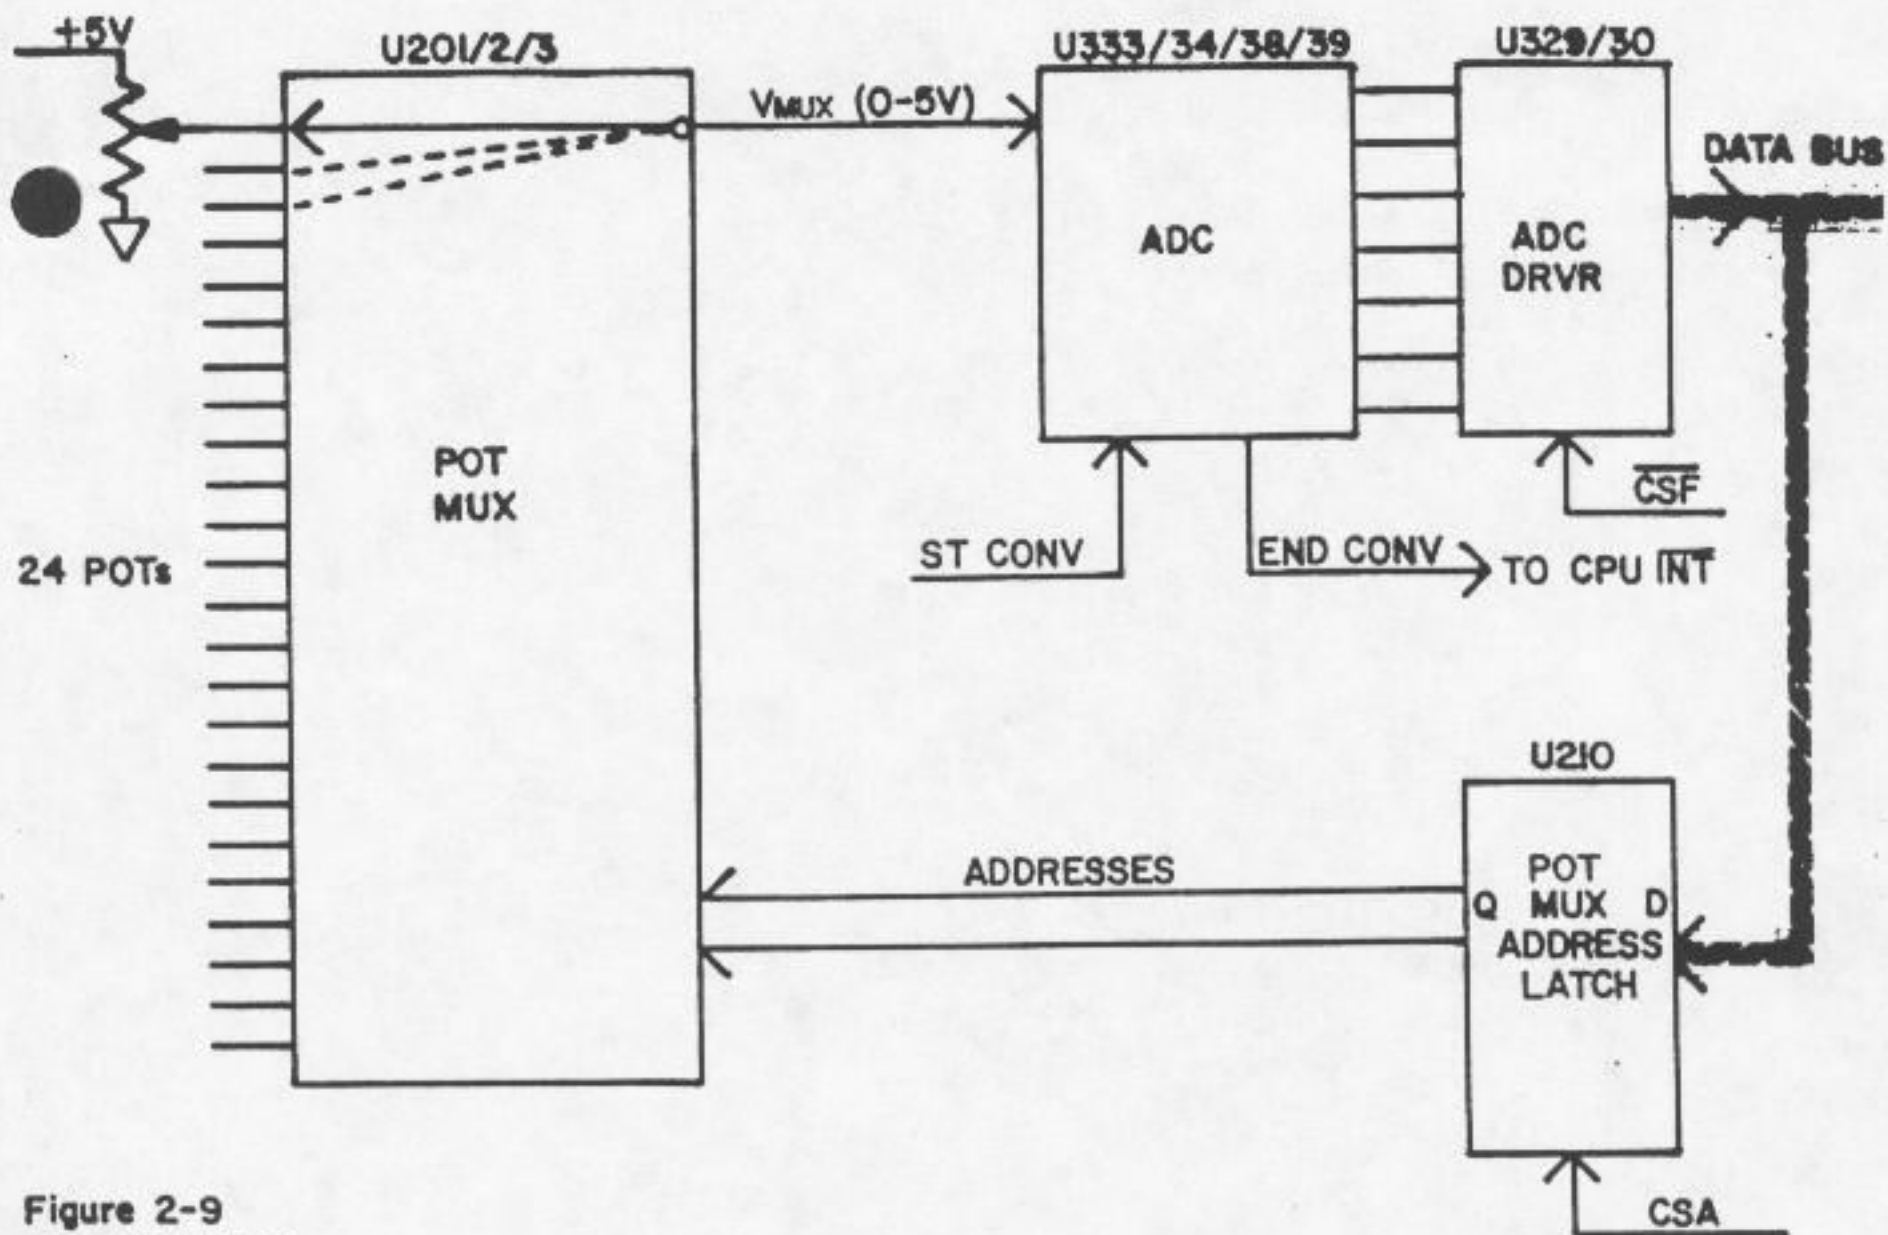 +5V
U201/2/3
U333/34/38/39
U329/30
VMUX (0-5V)
DATA BUS
ADC
ADC
DRVR
POT
MUX
CSF
ST CONV
END CONV
TO CPU INT
24 POTs
U210
ADDRESSES
POT
Q MUX D
ADDRESS
LATCH
CSA
Figure 2-9